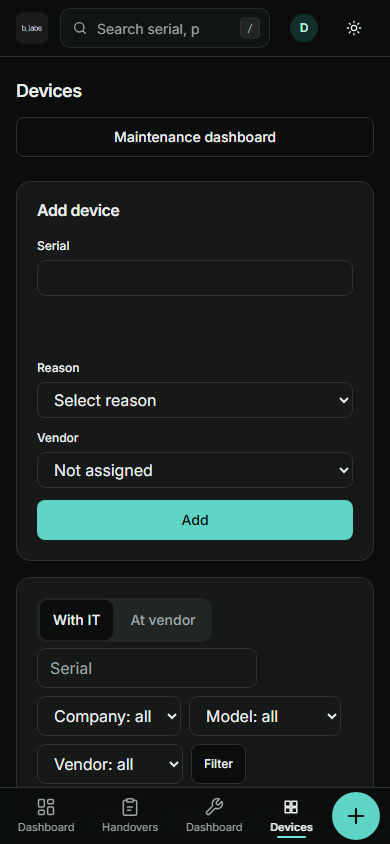 b_labs
Search serial, p
/
D
Devices
Maintenance dashboard
Add device
Serial
Reason
Select reason
Vendor
Not assigned
Add
With IT
At vendor
Serial
Company: all
Model: all
Vendor: all
Filter
Dashboard
Handovers
Dashboard
Devices